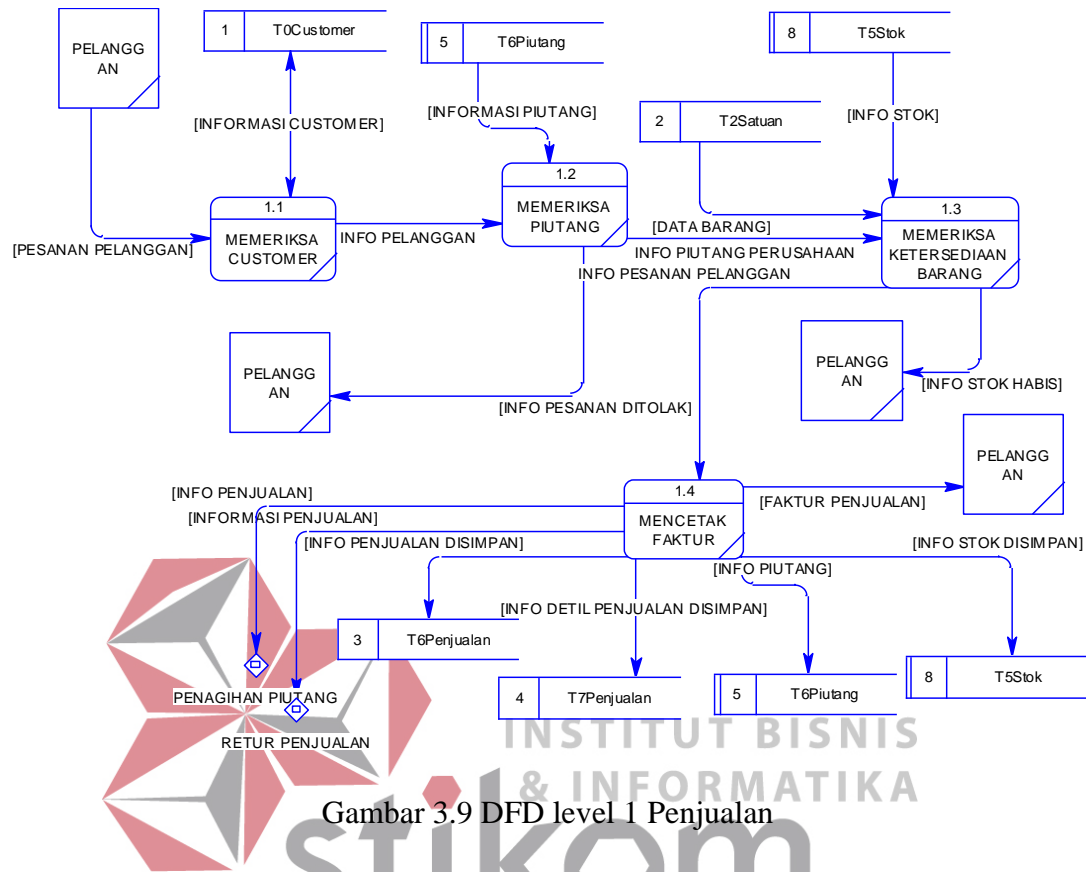 1 T0Customer
5 T6Piutang
8 T5Stok
PELANGG
AN
[INFORMASI CUSTOMER]
[INFORMASI PIUTANG]
2 T2Satuan
[INFO STOK]
1.1
MEMERIKSA
CUSTOMER
1.2
MEMERIKSA
PIUTANG
1.3
MEMERIKSA
KETERSEDIAAN
BARANG
[PESANAN PELANGGAN]
INFO PELANGGAN
[DATA BARANG]
INFO PIUTANG PERUSAHAAN
INFO PESANAN PELANGGAN
PELANGG
AN
[INFO PESANAN DITOLAK]
PELANGG
AN
[INFO STOK HABIS]
PELANGG
AN
1.4
MENCETAK
FAKTUR
[FAKTUR PENJUALAN]
[INFO PENJUALAN]
[INFORMASI PENJUALAN]
[INFO PENJUALAN DISIMPAN]
[INFO STOK DISIMPAN]
[INFO PIUTANG]
[INFO DETIL PENJUALAN DISIMPAN]
3 T6Penjualan
4 T7Penjualan
5 T6Piutang
8 T5Stok
PENAGIHAN PIUTANG
RETUR PENJUALAN
INSTITUT BISNIS
& INFORMATIKA
stikom
Gambar 3.9 DFD level 1 Penjualan